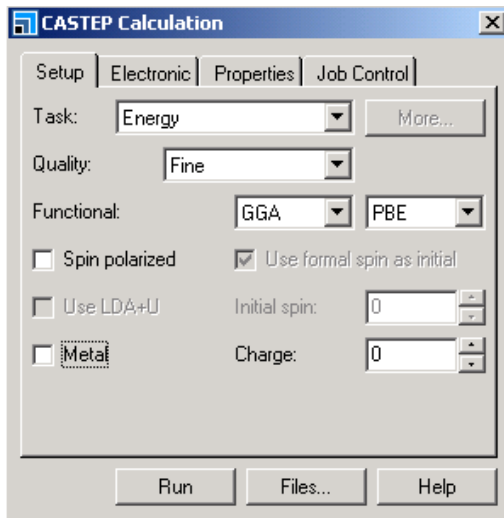 CASTEP Calculation
Setup Electronic Properties Job Control
Task: Energy More...
Quality: Fine
Functional: GGA PBE
Spin polarized Use formal spin as initial
Use LDA+U Initial spin: 0
Metal Charge: 0
Run Files... Help